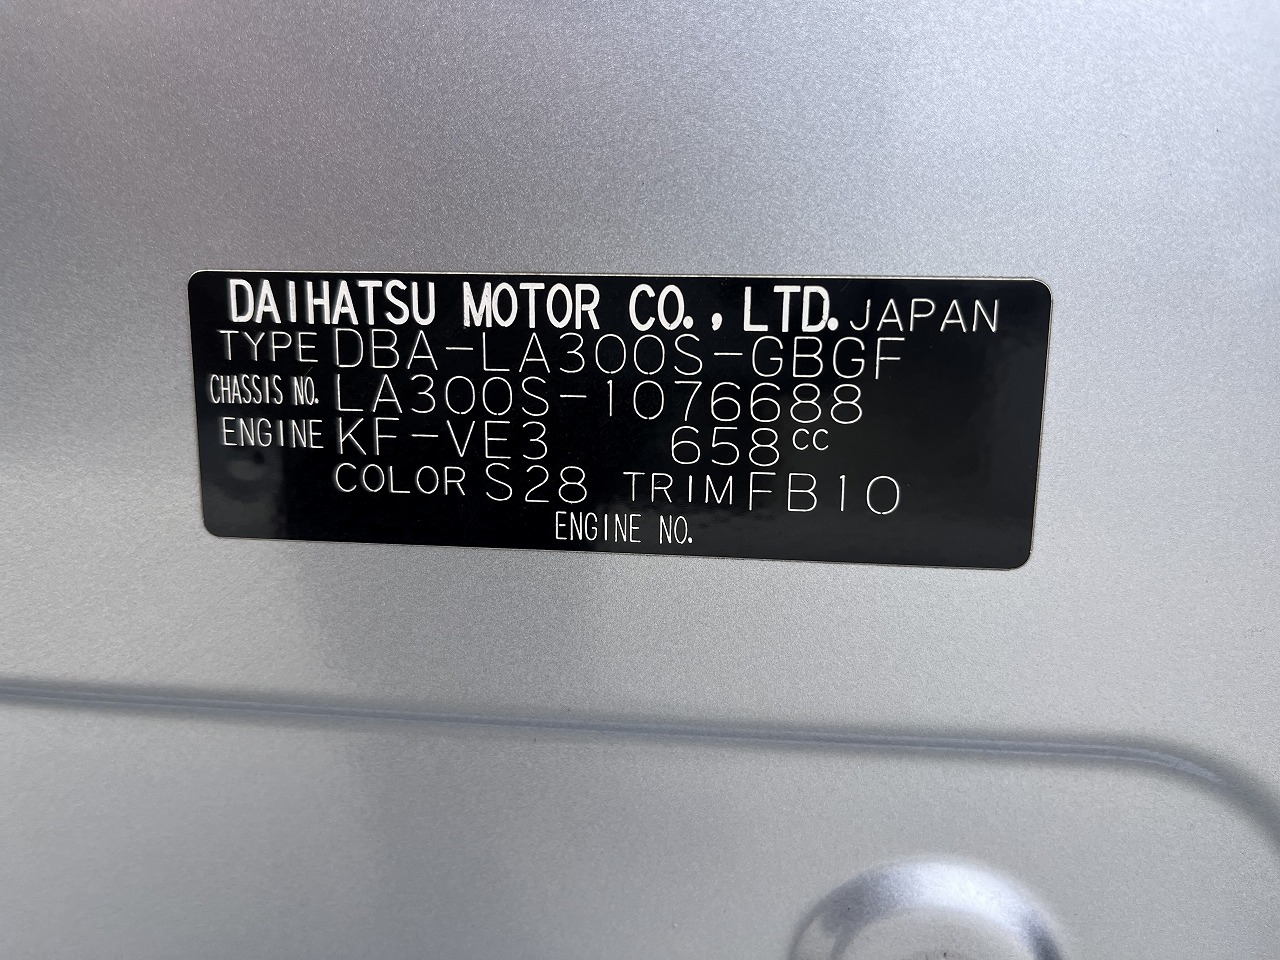 DAIHATSU MOTOR CO., LTD. JAPAN
TYPE DBA-LA300S-GBGF
CHASSIS NO. LA300S-1076688
ENGINE KF-VE3 658cc
COLOR S28 TRIM FB10
ENGINE NO.